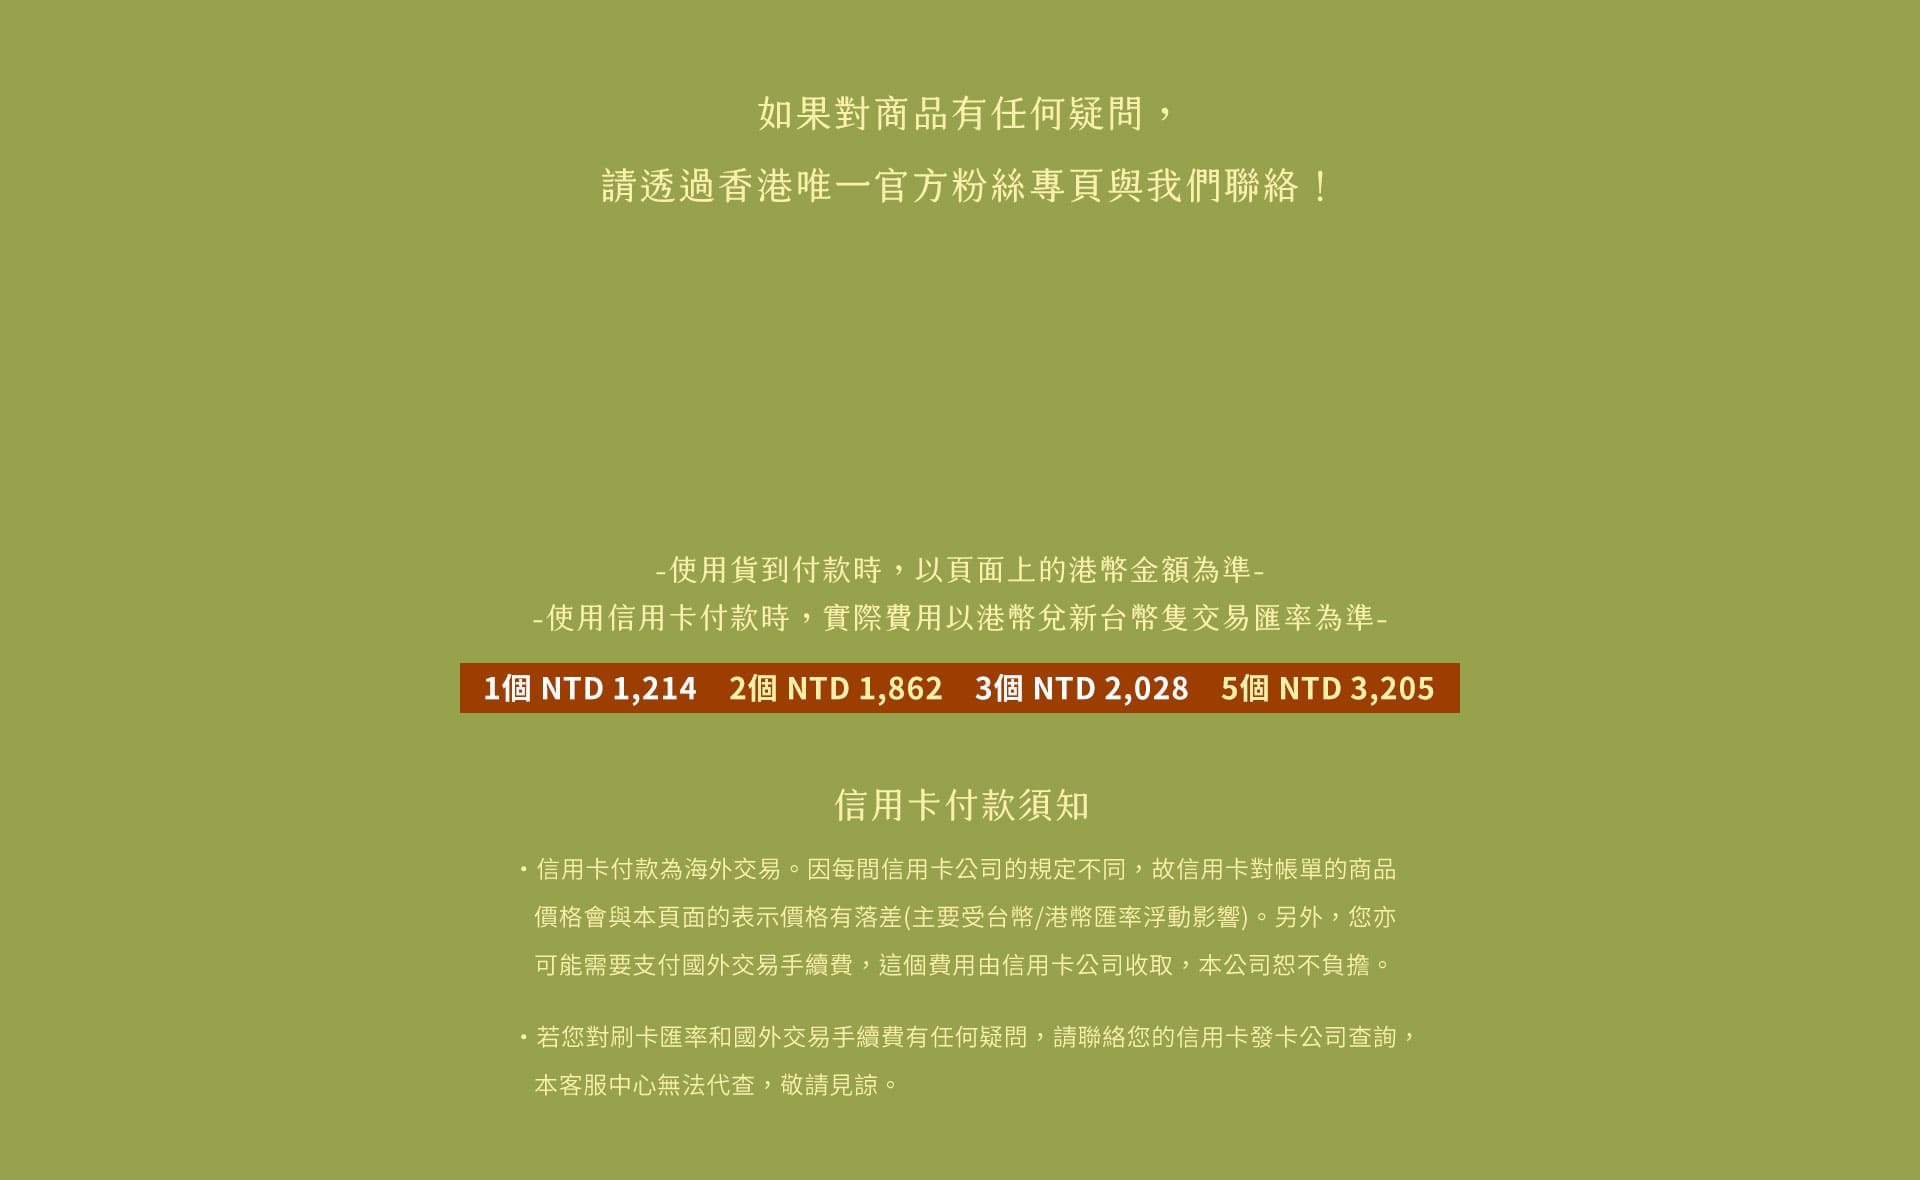 如果對商品有任何疑問，
請透過香港唯一官方粉絲專頁與我們聯絡！
-使用貨到付款時，以頁面上的港幣金額為準-
-使用信用卡付款時，實際費用以港幣兌新台幣隻交易匯率為準-
1個 NTD 1,214 2個 NTD 1,862 3個 NTD 2,028 5個 NTD 3,205
信用卡付款須知
・信用卡付款為海外交易。因每間信用卡公司的規定不同，故信用卡對帳單的商品
價格會與本頁面的表示價格有落差(主要受台幣/港幣匯率浮動影響)。另外，您亦
可能需要支付國外交易手續費，這個費用由信用卡公司收取，本公司恕不負擔。
・若您對刷卡匯率和國外交易手續費有任何疑問，請聯絡您的信用卡發卡公司查詢，
本客服中心無法代查，敬請見諒。